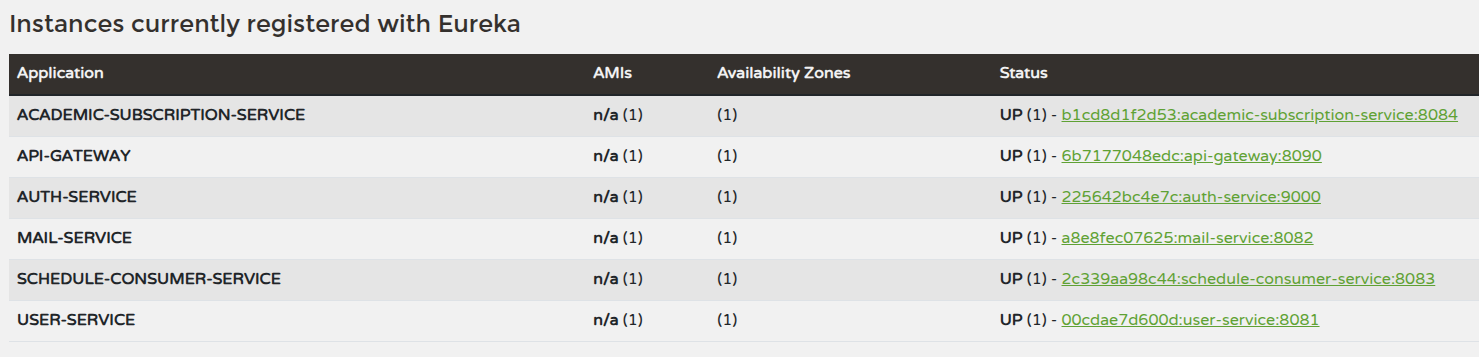 Instances currently registered with Eureka
Application AMIs Availability Zones Status
ACADEMIC-SUBSCRIPTION-SERVICE n/a (1) (1) UP (1) - b1cd8d1f2d53:academic-subscription-service:8084
API-GATEWAY n/a (1) (1) UP (1) - 6b7177048edc:api-gateway:8090
AUTH-SERVICE n/a (1) (1) UP (1) - 225642bc4e7c:auth-service:9000
MAIL-SERVICE n/a (1) (1) UP (1) - a8e8fec07625:mail-service:8082
SCHEDULE-CONSUMER-SERVICE n/a (1) (1) UP (1) - 2c339aa98c44:schedule-consumer-service:8083
USER-SERVICE n/a (1) (1) UP (1) - 00cdae7d600d:user-service:8081